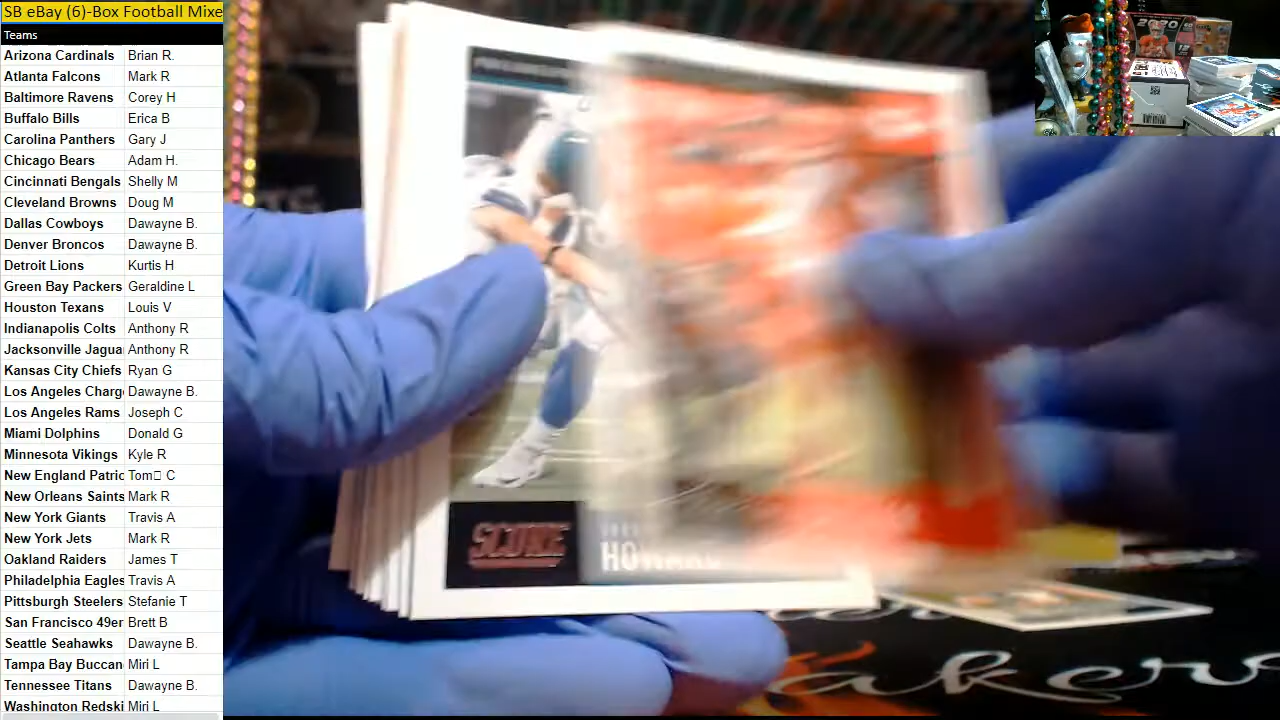 SB eBay (6)-Box Football Mixe
Teams
Arizona Cardinals Brian R.
Atlanta Falcons Mark R
Baltimore Ravens Corey H
Buffalo Bills Erica B
Carolina Panthers Gary J
Chicago Bears Adam H.
Cincinnati Bengals Shelly M
Cleveland Browns Doug M
Dallas Cowboys Dawayne B.
Denver Broncos Dawayne B.
Detroit Lions Kurtis H
Green Bay Packers Geraldine L
Houston Texans Louis V
Indianapolis Colts Anthony R
Jacksonville Jagua Anthony R
Kansas City Chiefs Ryan G
Los Angeles Charg Dawayne B.
Los Angeles Rams Joseph C
Miami Dolphins Donald G
Minnesota Vikings Kyle R
New England Patric Tom□ C
New Orleans Saints Mark R
New York Giants Travis A
New York Jets Mark R
Oakland Raiders James T
Philadelphia Eagles Travis A
Pittsburgh Steelers Stefanie T
San Francisco 49er Brett B
Seattle Seahawks Dawayne B.
Tampa Bay Buccan Miri L
Tennessee Titans Dawayne B.
Washington Redski Miri L
SCORE
HOWARD
2020